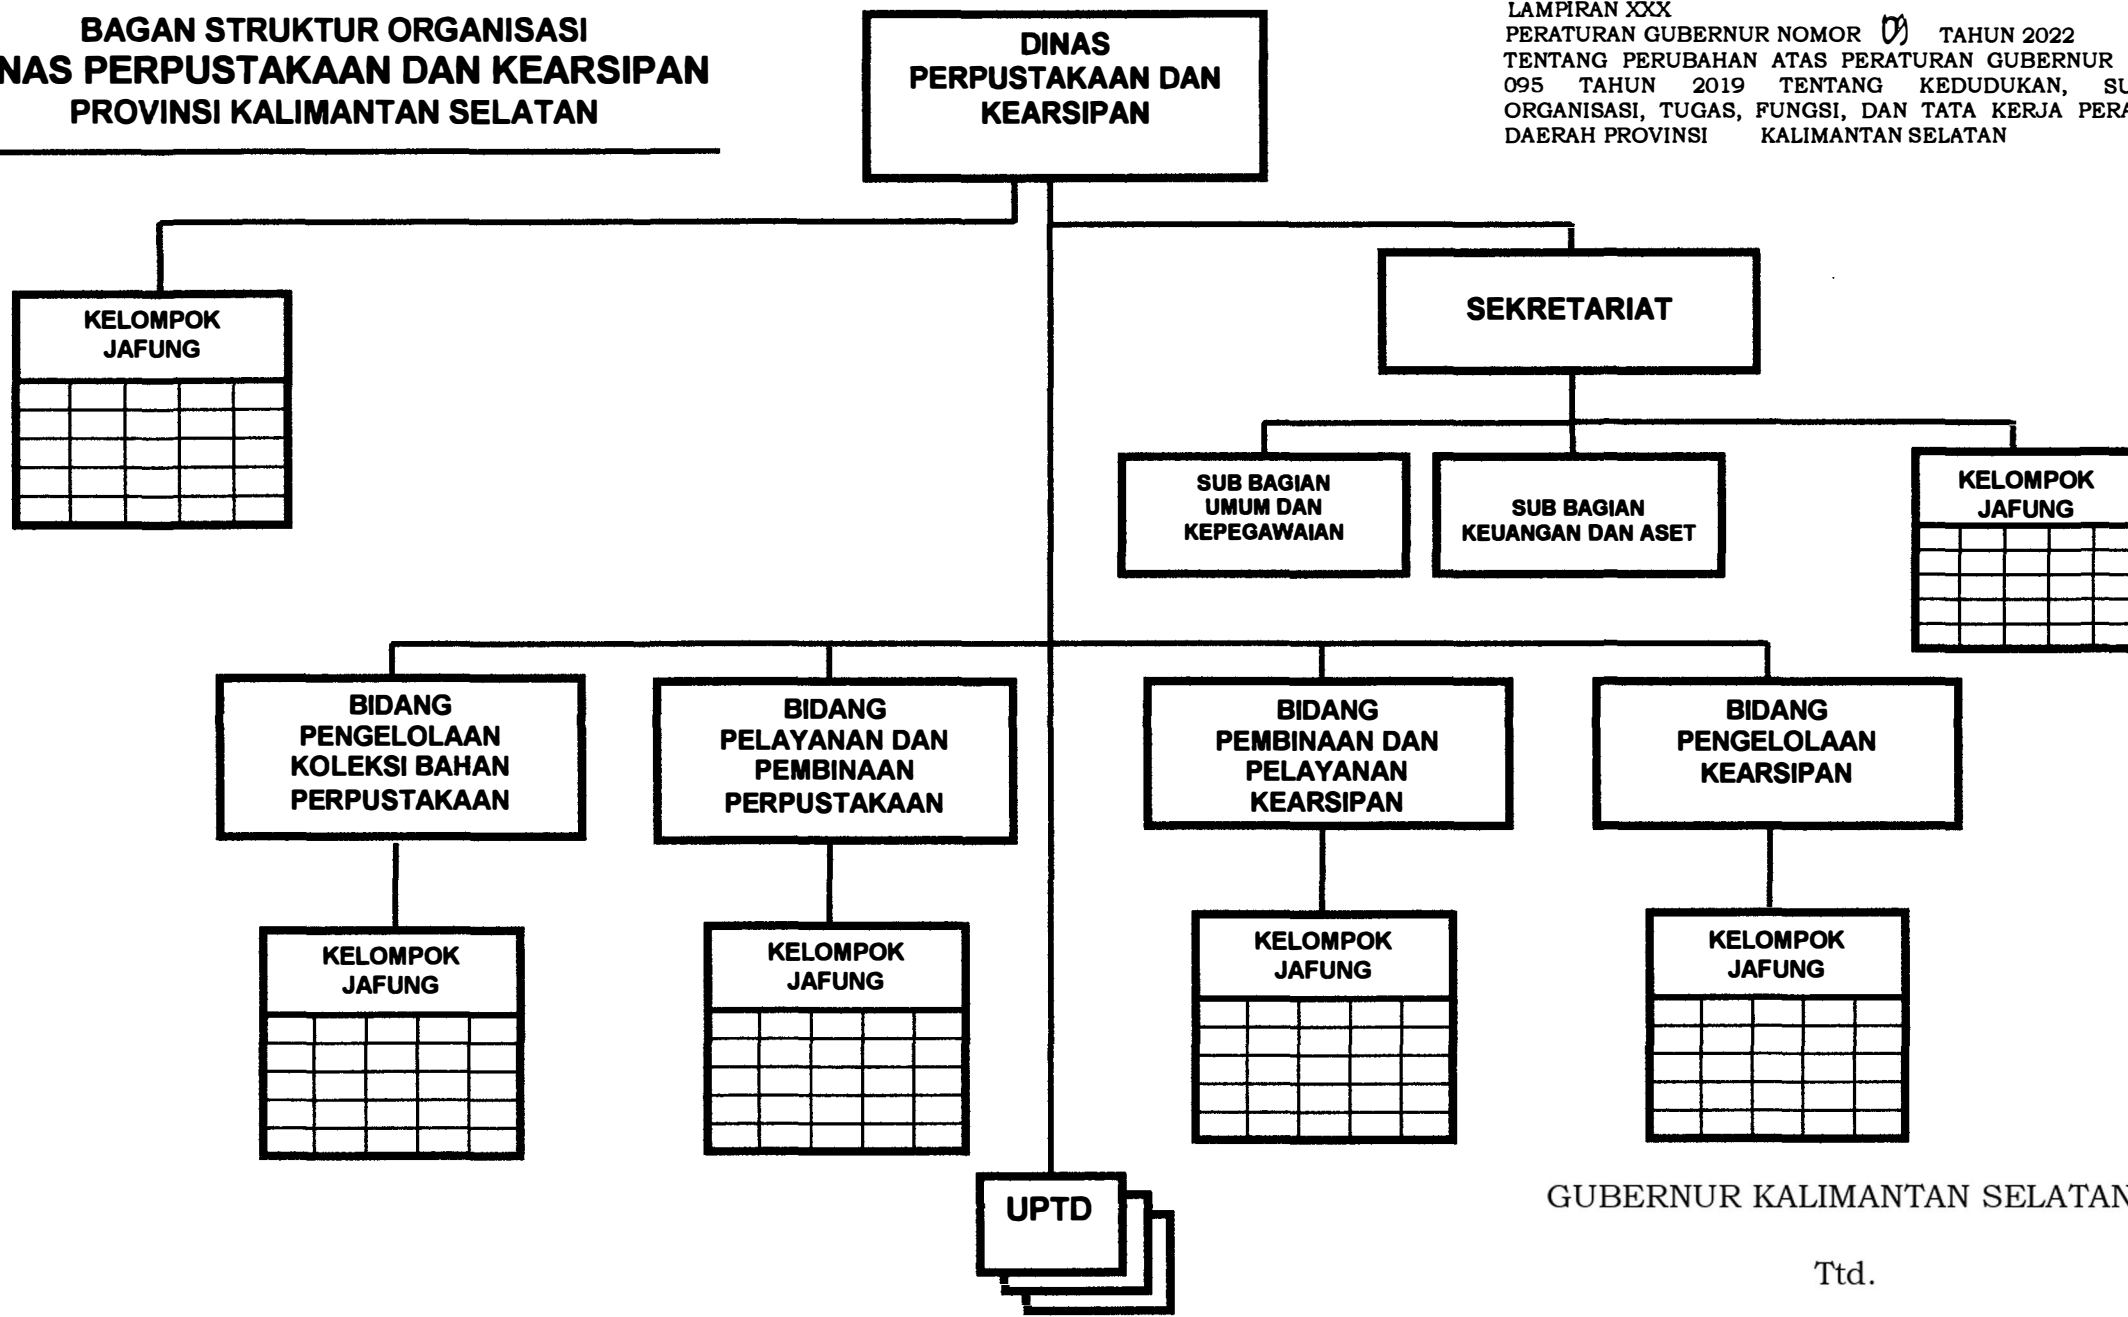 BAGAN STRUKTUR ORGANISASI
NAS PERPUSTAKAAN DAN KEARSIPAN
PROVINSI KALIMANTAN SELATAN
DINAS
PERPUSTAKAAN DAN
KEARSIPAN
LAMPIRAN XXX
PERATURAN GUBERNUR NOMOR TAHUN 2022
TENTANG PERUBAHAN ATAS PERATURAN GUBERNUR
095 TAHUN 2019 TENTANG KEDUDUKAN, SU
ORGANISASI, TUGAS, FUNGSI, DAN TATA KERJA PERA
DAERAH PROVINSI KALIMANTAN SELATAN
KELOMPOK
JAFUNG
SEKRETARIAT
SUB BAGIAN
UMUM DAN
KEPEGAWAIAN
SUB BAGIAN
KEUANGAN DAN ASET
KELOMPOK
JAFUNG
BIDANG
PENGELOLAAN
KOLEKSI BAHAN
PERPUSTAKAAN
BIDANG
PELAYANAN DAN
PEMBINAAN
PERPUSTAKAAN
BIDANG
PEMBINAAN DAN
PELAYANAN
KEARSIPAN
BIDANG
PENGELOLAAN
KEARSIPAN
KELOMPOK
JAFUNG
KELOMPOK
JAFUNG
KELOMPOK
JAFUNG
KELOMPOK
JAFUNG
UPTD
GUBERNUR KALIMANTAN SELATAN
Ttd.